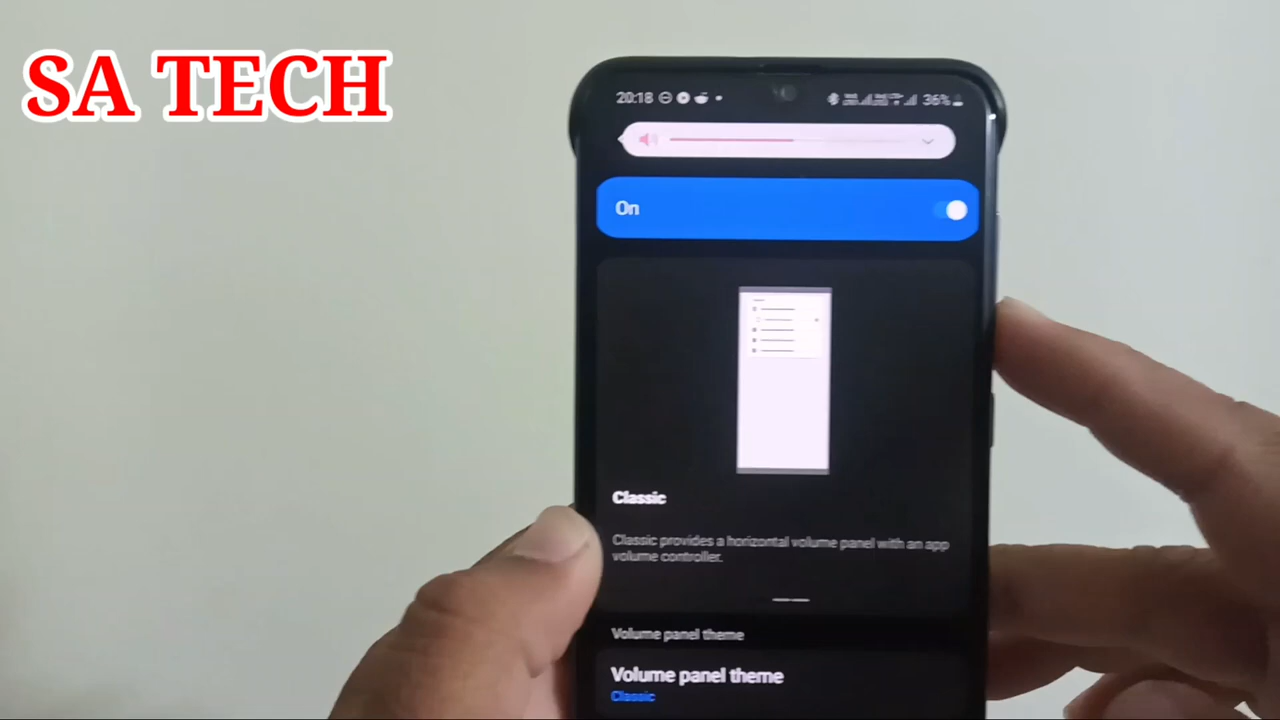 SA TECH
20:18
36%
On
Classic
Classic provides a horizontal volume panel with an app
volume controller.
Volume panel theme
Volume panel theme
Classic